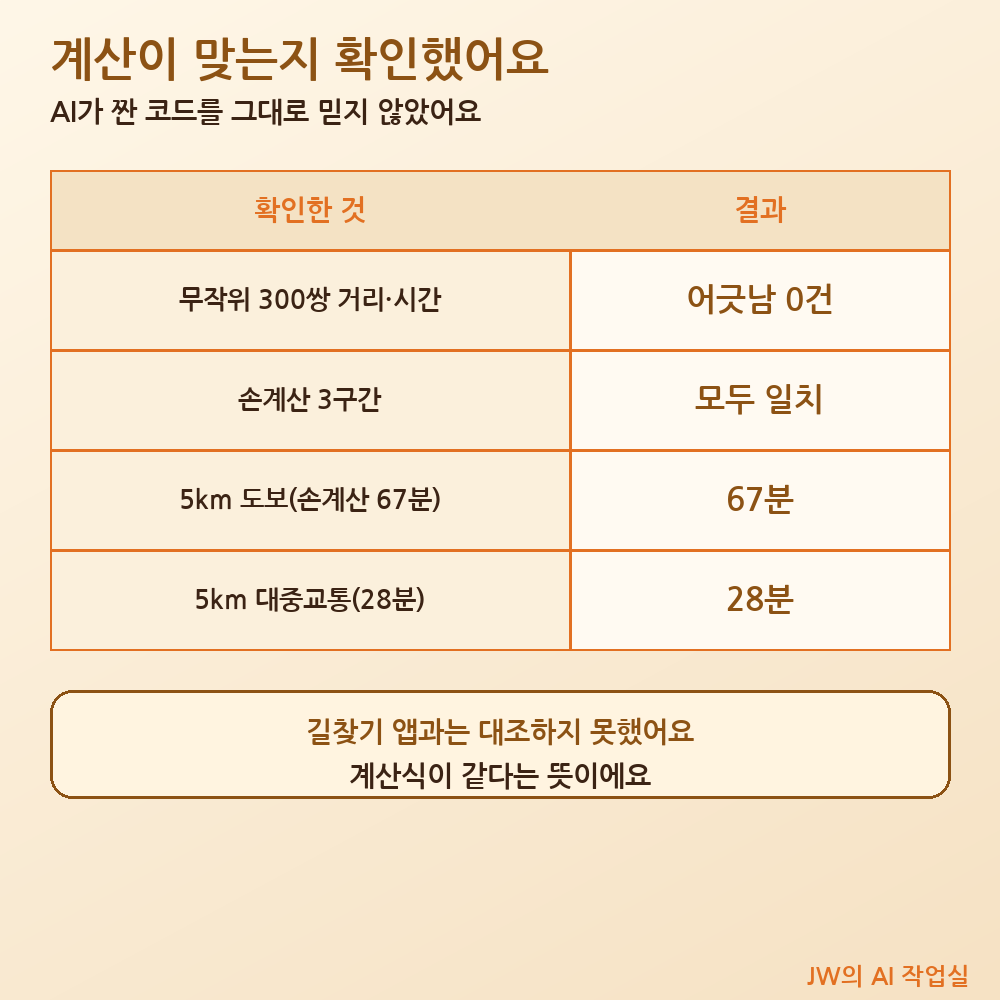 계산이 맞는지 확인했어요
AI가 짠 코드를 그대로 믿지 않았어요
확인한 것 결과
무작위 300쌍 거리·시간 어긋남 0건
손계산 3구간 모두 일치
5km 도보(손계산 67분) 67분
5km 대중교통(28분) 28분
길찾기 앱과는 대조하지 못했어요
계산식이 같다는 뜻이에요
JW의 AI 작업실